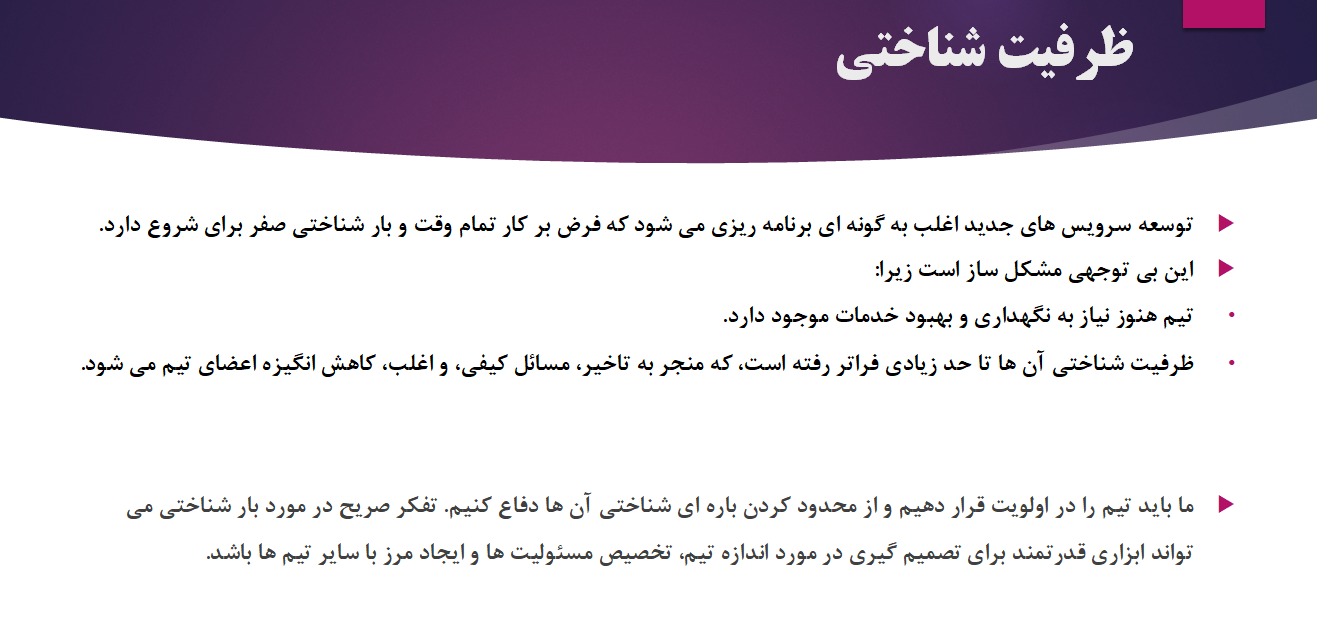 ظرفیت شناختی
توسعه سرویس های جدید اغلب به گونه ای برنامه ریزی می شود که فرض بر کار تمام وقت و بار شناختی صفر برای شروع دارد.
این بی توجهی مشکل ساز است زیرا:
تیم هنوز نیاز به نگهداری و بهبود خدمات موجود دارد.
ظرفیت شناختی آن ها تا حد زیادی فراتر رفته است، که منجر به تاخیر، مسائل کیفی، و اغلب، کاهش انگیزه اعضای تیم می شود.
ما باید تیم را در اولویت قرار دهیم و از محدود کردن باره ای شناختی آن ها دفاع کنیم. تفکر صریح در مورد بار شناختی می
تواند ابزاری قدرتمند برای تصمیم گیری در مورد اندازه تیم، تخصیص مسئولیت ها و ایجاد مرز با سایر تیم ها باشد.